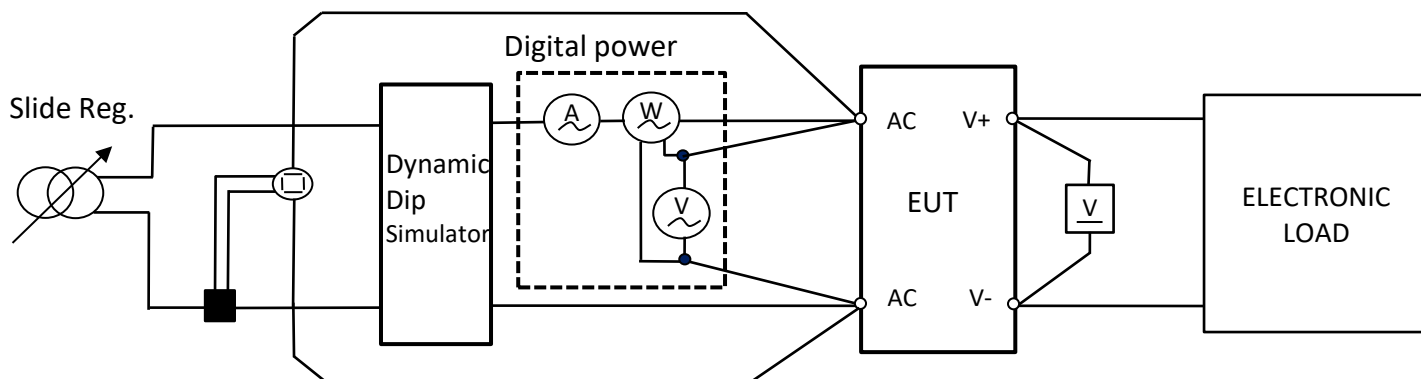 Digital power
Slide Reg.
A
W
AC
V+
Dynamic
Dip
Simulator
V
EUT
V
ELECTRONIC
LOAD
AC
V-